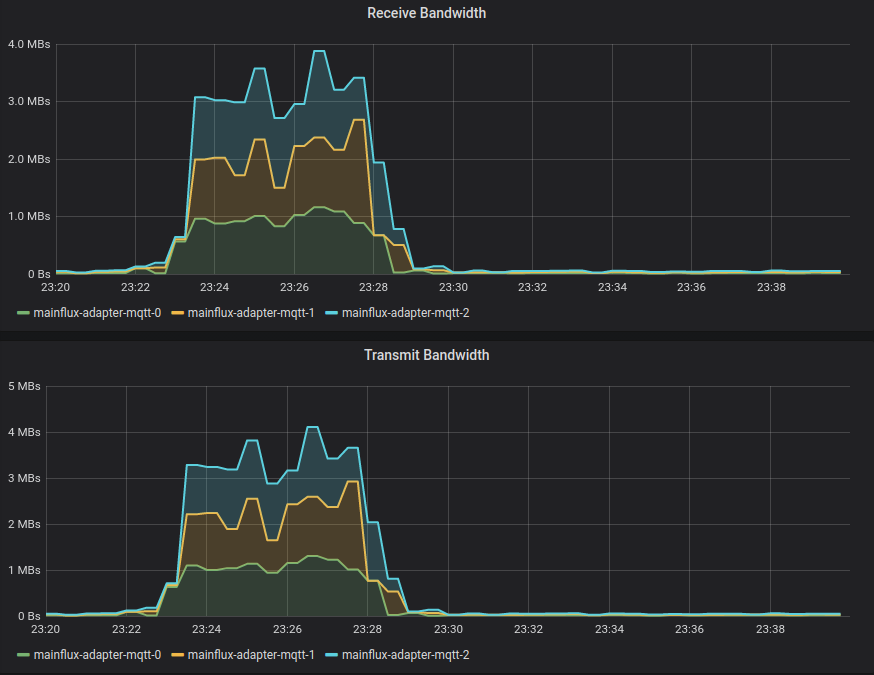 Receive Bandwidth
4.0 MBs
3.0 MBs
2.0 MBs
1.0 MBs
0 Bs
23:20 23:22 23:24 23:26 23:28 23:30 23:32 23:34 23:36 23:38
mainflux-adapter-mqtt-0 mainflux-adapter-mqtt-1 mainflux-adapter-mqtt-2
Transmit Bandwidth
5 MBs
4 MBs
3 MBs
2 MBs
1 MBs
0 Bs
23:20 23:22 23:24 23:26 23:28 23:30 23:32 23:34 23:36 23:38
mainflux-adapter-mqtt-0 mainflux-adapter-mqtt-1 mainflux-adapter-mqtt-2